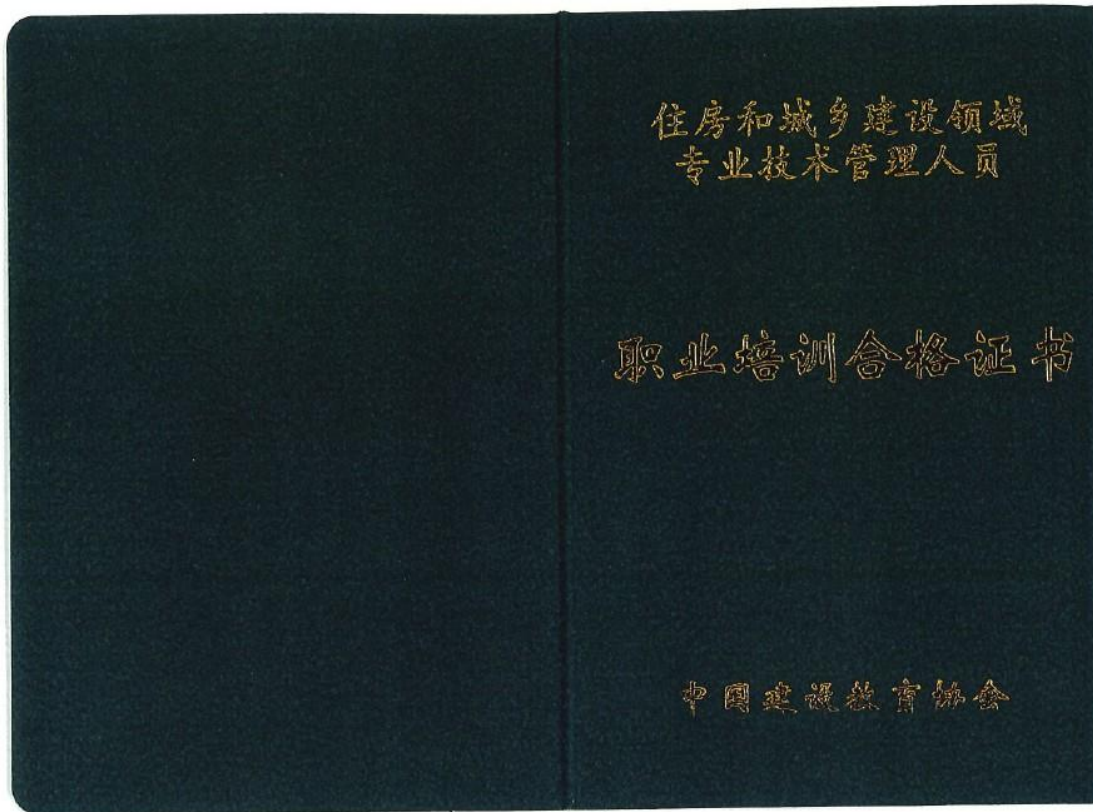 住房和城乡建设领域
专业技术管理人员
职业培训合格证书
中国建设教育协会